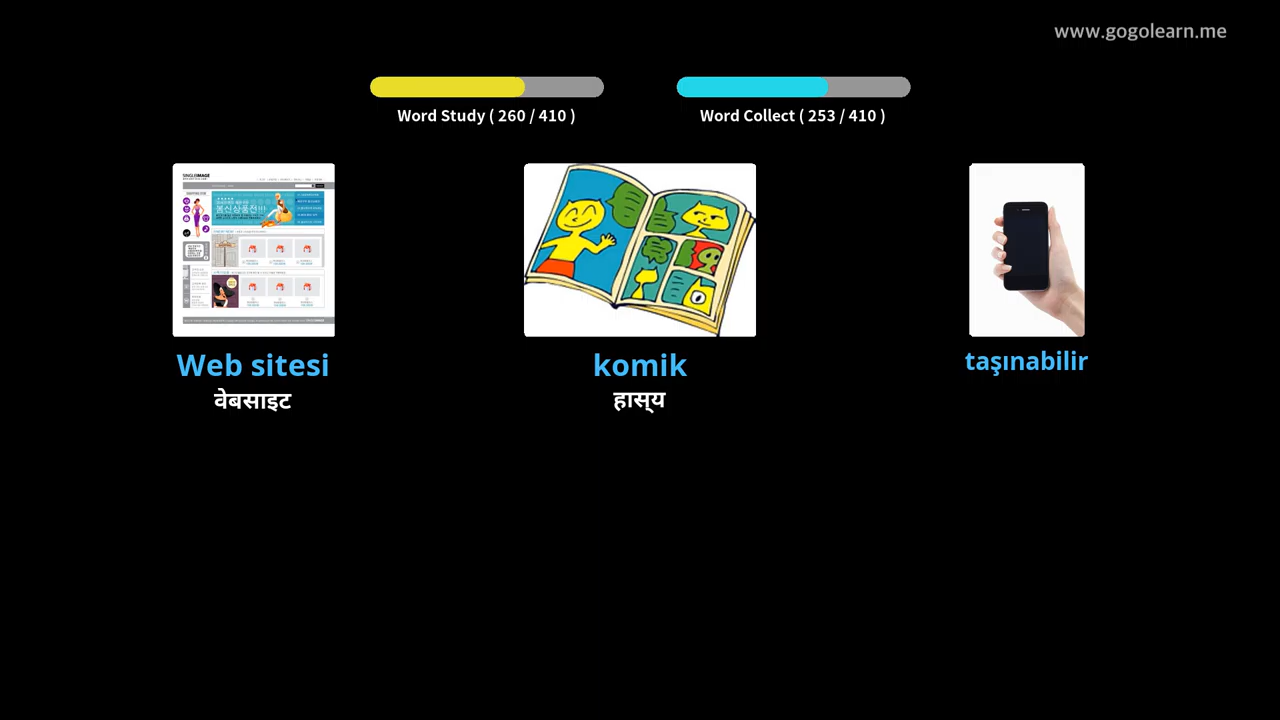 www.gogolearn.me
Word Study ( 260 / 410 )
Word Collect ( 253 / 410 )
Web sitesi
वेबसाइट
komik
हास्य
taşınabilir